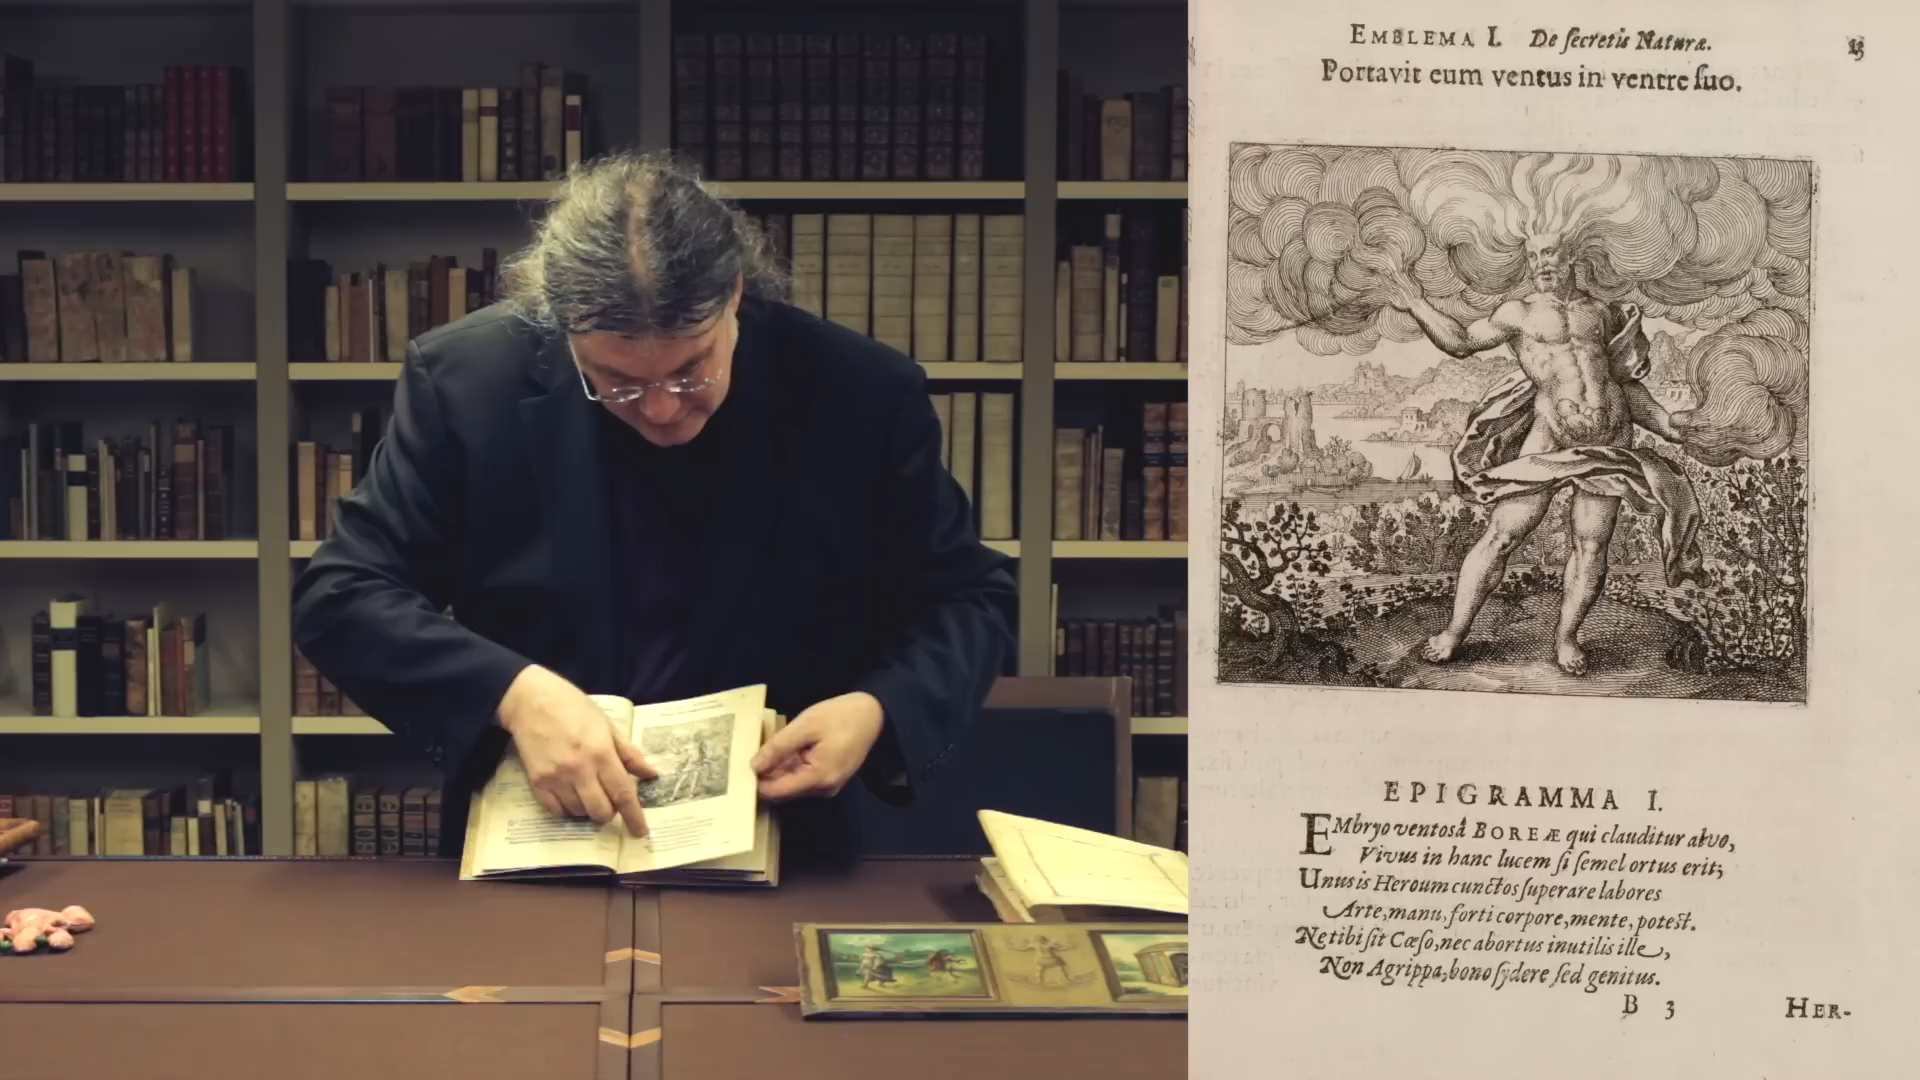 EMBLEMA I. De ſecretis Naturæ. 13
Portavit eum ventus in ventre ſuo.
EPIGRAMMA I.
EMbryo ventosâ BOREÆ qui clauditur alvo,
Vivus in hanc lucem ſi ſemel ortus erit;
Unus is Heroum cunctos ſuperare labores
Arte, manu, forti corpore, mente, poteſt.
Ne tibi ſit Cæſo, nec abortus inutilis ille,
Non Agrippa, bono ſydere ſed genitus.
B 3 HER-